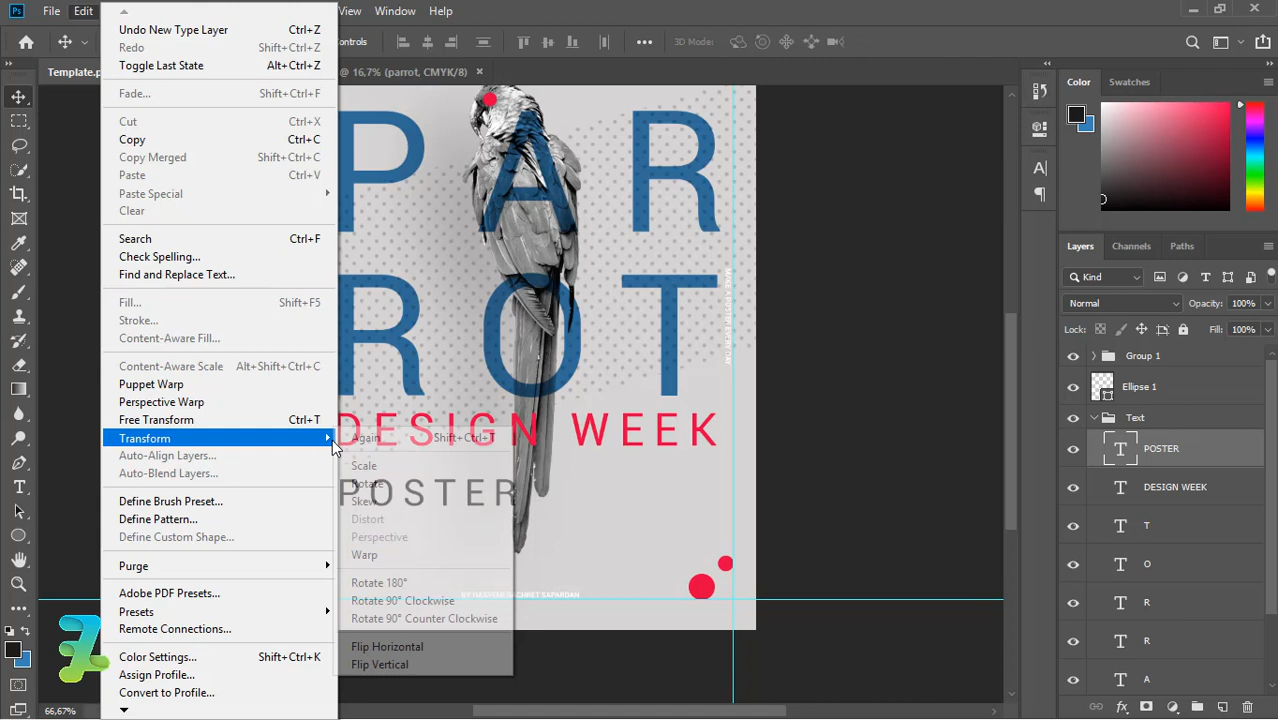 Ps File Edit View Window Help
Controls 3D Mode:
Template.p @ 16,7% (parrot, CMYK/8) ×
Undo New Type Layer Ctrl+Z
Redo Shift+Ctrl+Z
Toggle Last State Alt+Ctrl+Z
Fade... Shift+Ctrl+F
Cut Ctrl+X
Copy Ctrl+C
Copy Merged Shift+Ctrl+C
Paste Ctrl+V
Paste Special
Clear
Search Ctrl+F
Check Spelling...
Find and Replace Text...
Fill... Shift+F5
Stroke...
Content-Aware Fill...
Content-Aware Scale Alt+Shift+Ctrl+C
Puppet Warp
Perspective Warp
Free Transform Ctrl+T
Transform
Auto-Align Layers...
Auto-Blend Layers...
Define Brush Preset...
Define Pattern...
Define Custom Shape...
Purge
Adobe PDF Presets...
Presets
Remote Connections...
Color Settings... Shift+Ctrl+K
Assign Profile...
Convert to Profile...
Again Shift+Ctrl+T
Scale
Rotate
Skew
Distort
Perspective
Warp
Rotate 180°
Rotate 90° Clockwise
Rotate 90° Counter Clockwise
Flip Horizontal
Flip Vertical
P A R
R O T
DESIGN WEEK
POSTER
Color Swatches
Layers Channels Paths
Kind
Normal Opacity: 100%
Lock: Fill: 100%
Group 1
Ellipse 1
Text
T POSTER
T DESIGN WEEK
T T
T O
T R
T R
T A
66,67%